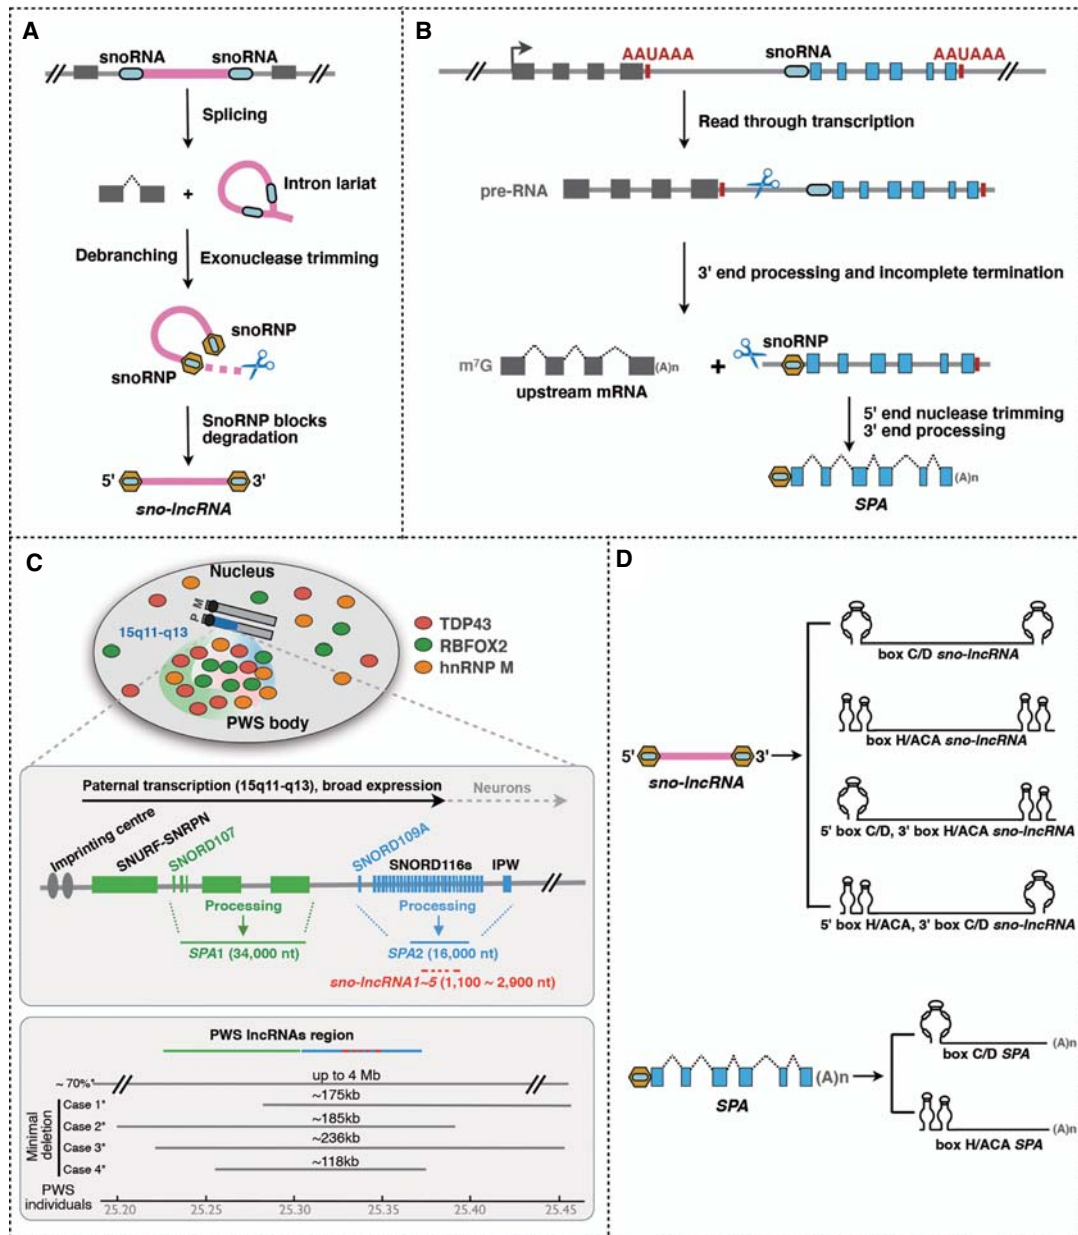 A
snoRNA snoRNA
Splicing
+
Intron lariat
Debranching Exonuclease trimming
snoRNP
snoRNP
SnoRNP blocks
degradation
5' 3'
sno-lncRNA
B
AAUAAA snoRNA AAUAAA
Read through transcription
pre-RNA
3' end processing and incomplete termination
m⁷G (A)n
upstream mRNA
+
snoRNP
5' end nuclease trimming
3' end processing
(A)n
SPA
C
Nucleus
P M
15q11-q13
TDP43
RBFOX2
hnRNP M
PWS body
Paternal transcription (15q11-q13), broad expression
Neurons
Imprinting centre
SNURF-SNRPN
SNORD107
SNORD109A
SNORD116s
IPW
Processing Processing
SPA1 (34,000 nt) SPA2 (16,000 nt)
sno-lncRNA1~5 (1,100 ~ 2,900 nt)
PWS lncRNAs region
~ 70%* up to 4 Mb
Minimal
deletion
Case 1* ~175kb
Case 2* ~185kb
Case 3* ~236kb
Case 4* ~118kb
PWS
individuals
25.20 25.25 25.30 25.35 25.40 25.45
D
5' 3'
sno-lncRNA
box C/D sno-lncRNA
box H/ACA sno-lncRNA
5' box C/D, 3' box H/ACA sno-lncRNA
5' box H/ACA, 3' box C/D sno-lncRNA
(A)n
SPA
(A)n
box C/D SPA
(A)n
box H/ACA SPA